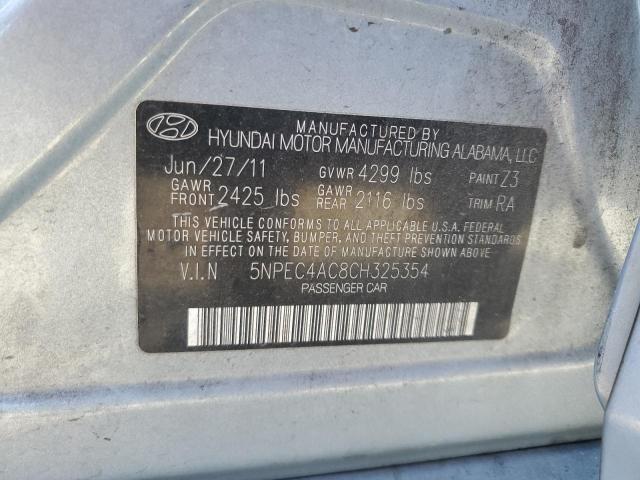 MANUFACTURED BY
HYUNDAI MOTOR MANUFACTURING ALABAMA, LLC
Jun/27/11 GVWR 4299 lbs PAINT Z3
GAWR FRONT 2425 lbs GAWR REAR 2116 lbs TRIM RA
THIS VEHICLE CONFORMS TO ALL APPLICABLE U.S.A. FEDERAL
MOTOR VEHICLE SAFETY, BUMPER, AND THEFT PREVENTION STANDARDS
IN EFFECT ON THE DATE OF MANUFACTURE SHOWN ABOVE.
V.I.N 5NPEC4AC8CH325354
PASSENGER CAR